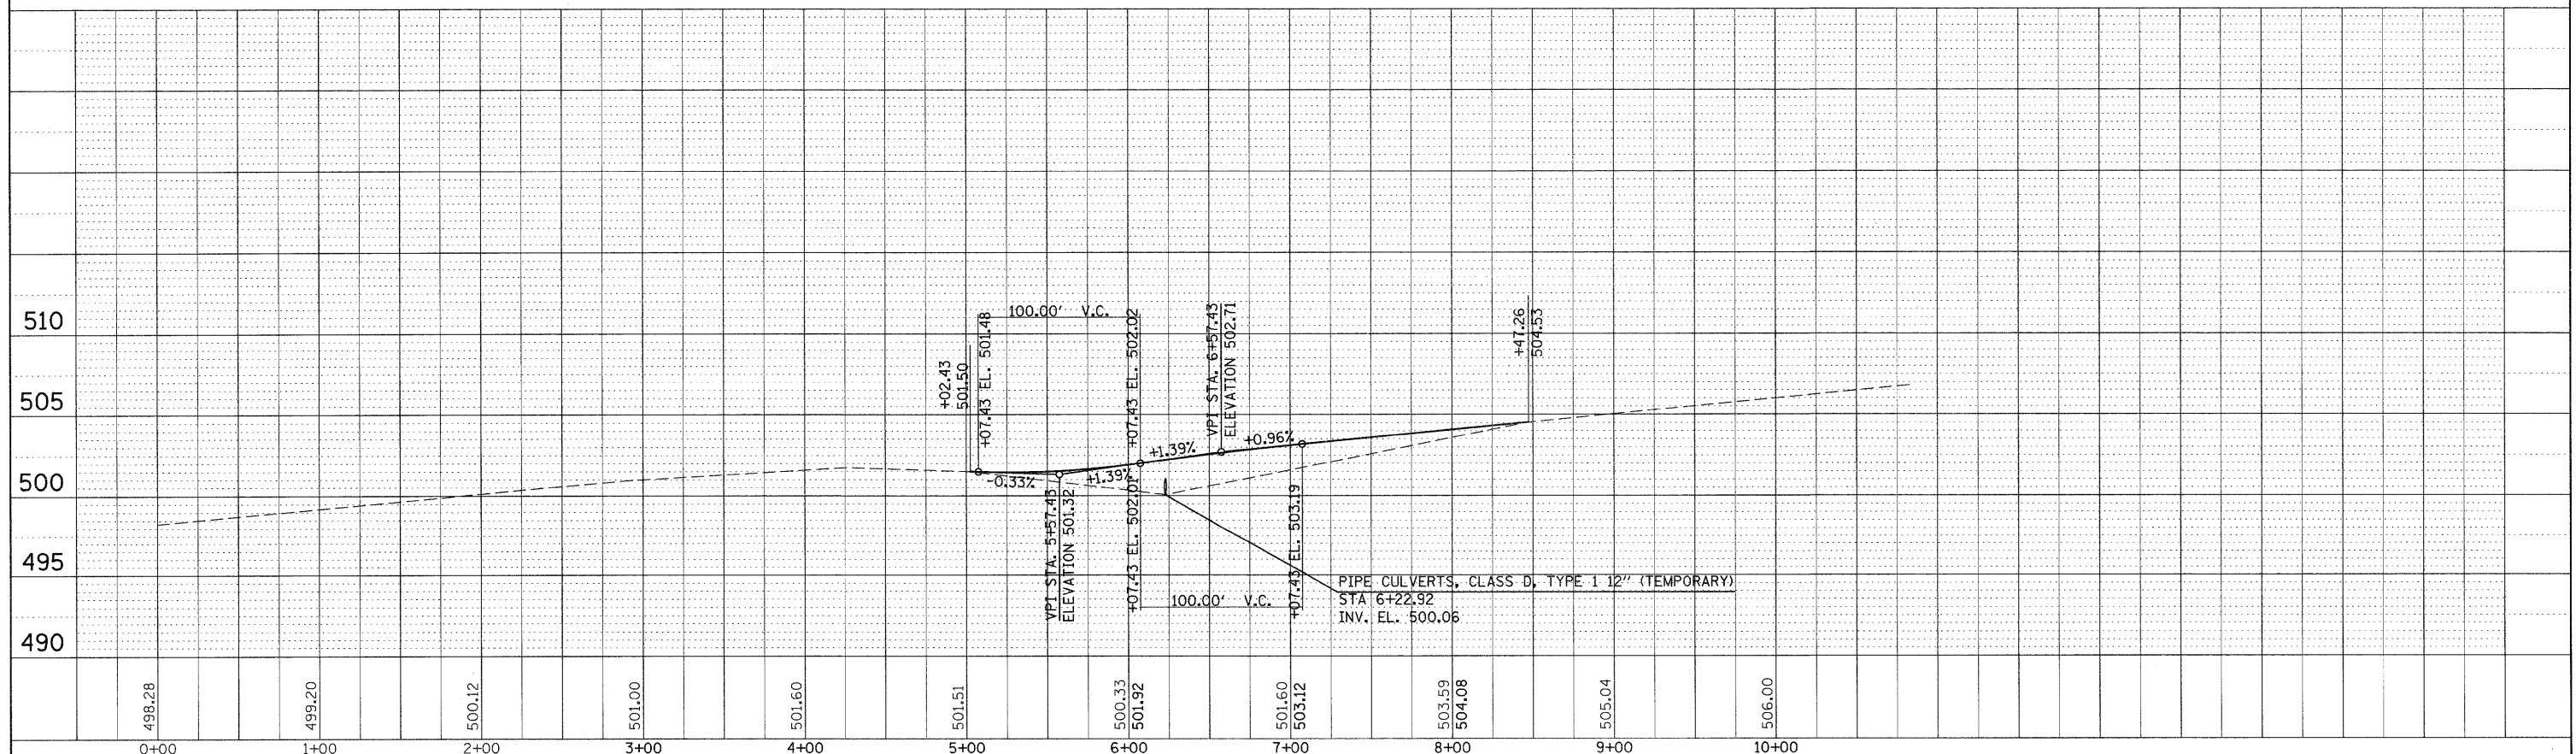 510
505
500
495
490
+02.43
501.50
+07.43 EL. 501.48
100.00' V.C.
+07.43 EL. 502.02
VPI STA. 6+57.43
ELEVATION 502.71
+47.26
504.53
-0.33%
+1.39%
+1.39%
+0.96%
VPI STA. 5+57.43
ELEVATION 501.32
+07.43 EL. 502.01
100.00' V.C.
+07.43 EL. 503.19
PIPE CULVERTS, CLASS D, TYPE 1 12" (TEMPORARY)
STA 6+22.92
INV. EL. 500.06
498.28
499.20
500.12
501.00
501.60
501.51
500.33
501.92
501.60
503.12
503.59
504.08
505.04
506.00
0+00 1+00 2+00 3+00 4+00 5+00 6+00 7+00 8+00 9+00 10+00